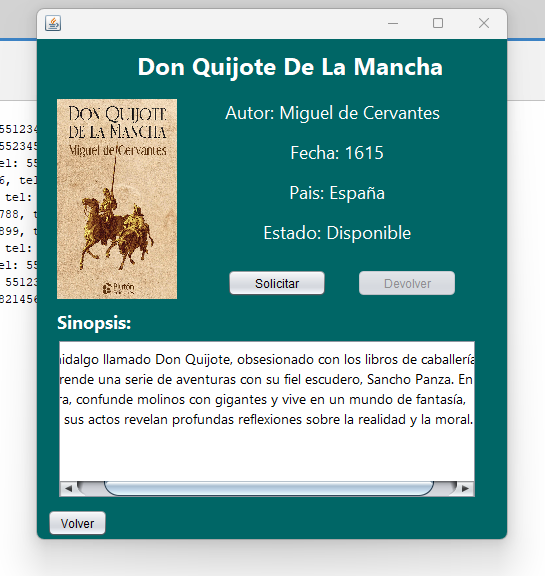 Don Quijote De La Mancha
DON QUIJOTE
DE LA MANCHA
Miguel de Cervantes
Plutón
Autor: Miguel de Cervantes
Fecha: 1615
Pais: España
Estado: Disponible
Solicitar
Devolver
Sinopsis:
hidalgo llamado Don Quijote, obsesionado con los libros de caballería
rende una serie de aventuras con su fiel escudero, Sancho Panza. En
ra, confunde molinos con gigantes y vive en un mundo de fantasía,
sus actos revelan profundas reflexiones sobre la realidad y la moral.
Volver
551234
552345
el: 55
6, tel
tel:
788, t
899, t
tel:
el: 55
55123
821456